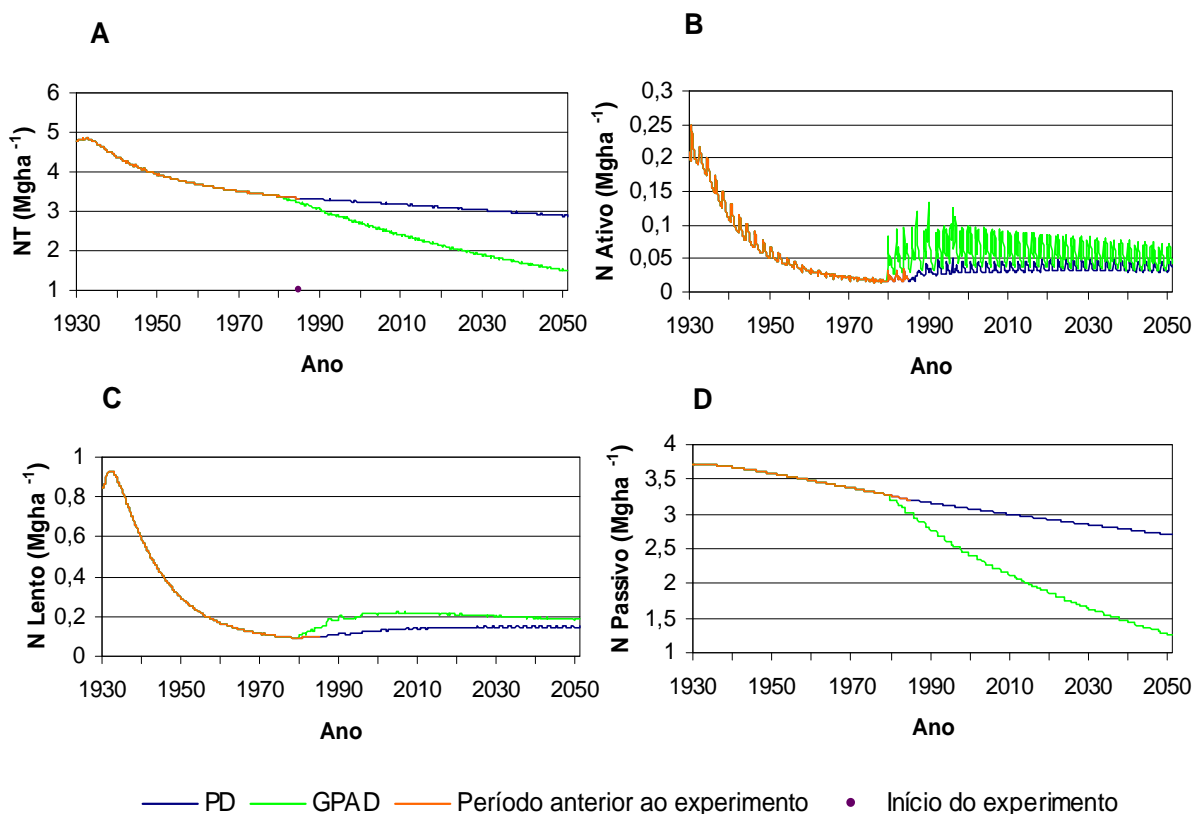 A
NT (Mgha -1)
6
5
4
3
2
1
1930 1950 1970 1990 2010 2030 2050
Ano
B
N Ativo (Mgha -1)
0,3
0,25
0,2
0,15
0,1
0,05
0
1930 1950 1970 1990 2010 2030 2050
Ano
C
N Lento (Mgha -1)
1
0,8
0,6
0,4
0,2
0
1930 1950 1970 1990 2010 2030 2050
Ano
D
N Passivo (Mgha -1)
4
3,5
3
2,5
2
1,5
1
1930 1950 1970 1990 2010 2030 2050
Ano
PD GPAD Período anterior ao experimento Início do experimento